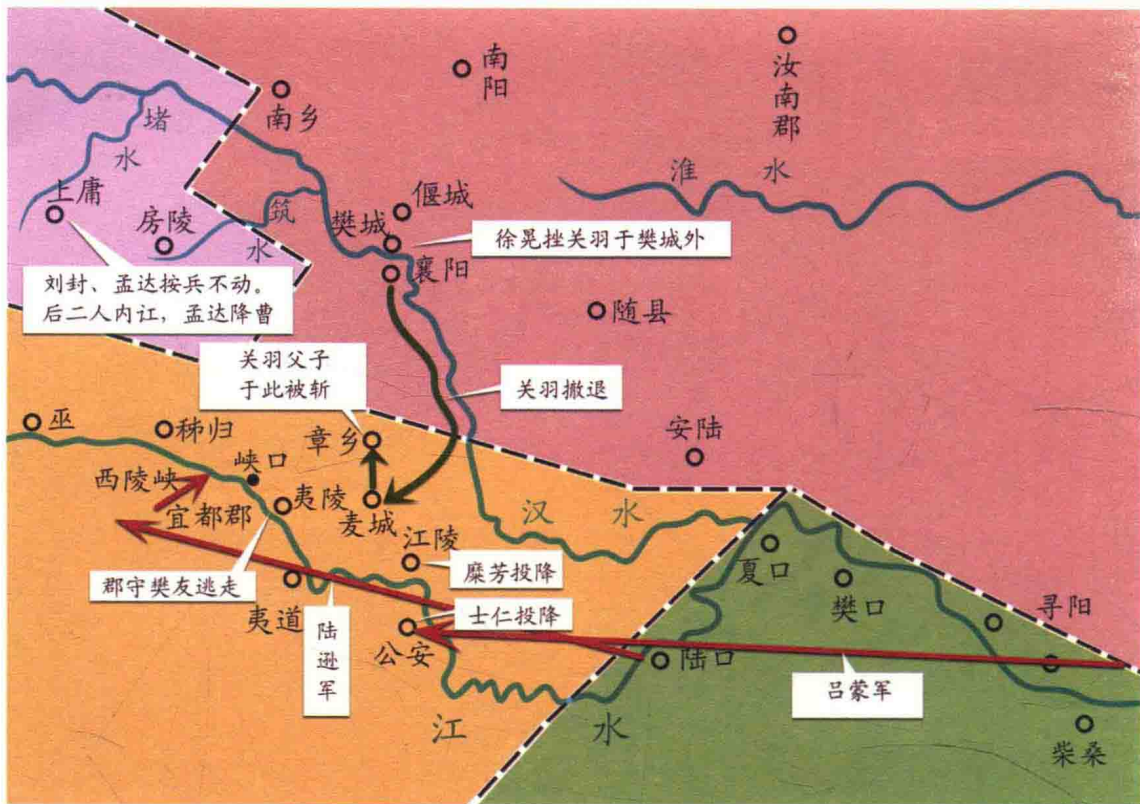 南阳
汝南郡
南乡
堵水
淮水
上庸
房陵
筑水
偃城
樊城
徐晃挫关羽于樊城外
襄阳
刘封、孟达按兵不动。
后二人内讧，孟达降曹
随县
关羽父子
于此被斩
关羽撤退
巫
秭归
章乡
安陆
峡口
西陵峡
夷陵
宜都郡
麦城
汉水
江陵
夏口
郡守樊友逃走
糜芳投降
樊口
寻阳
夷道
士仁投降
陆逊军
公安
陆口
吕蒙军
江水
柴桑